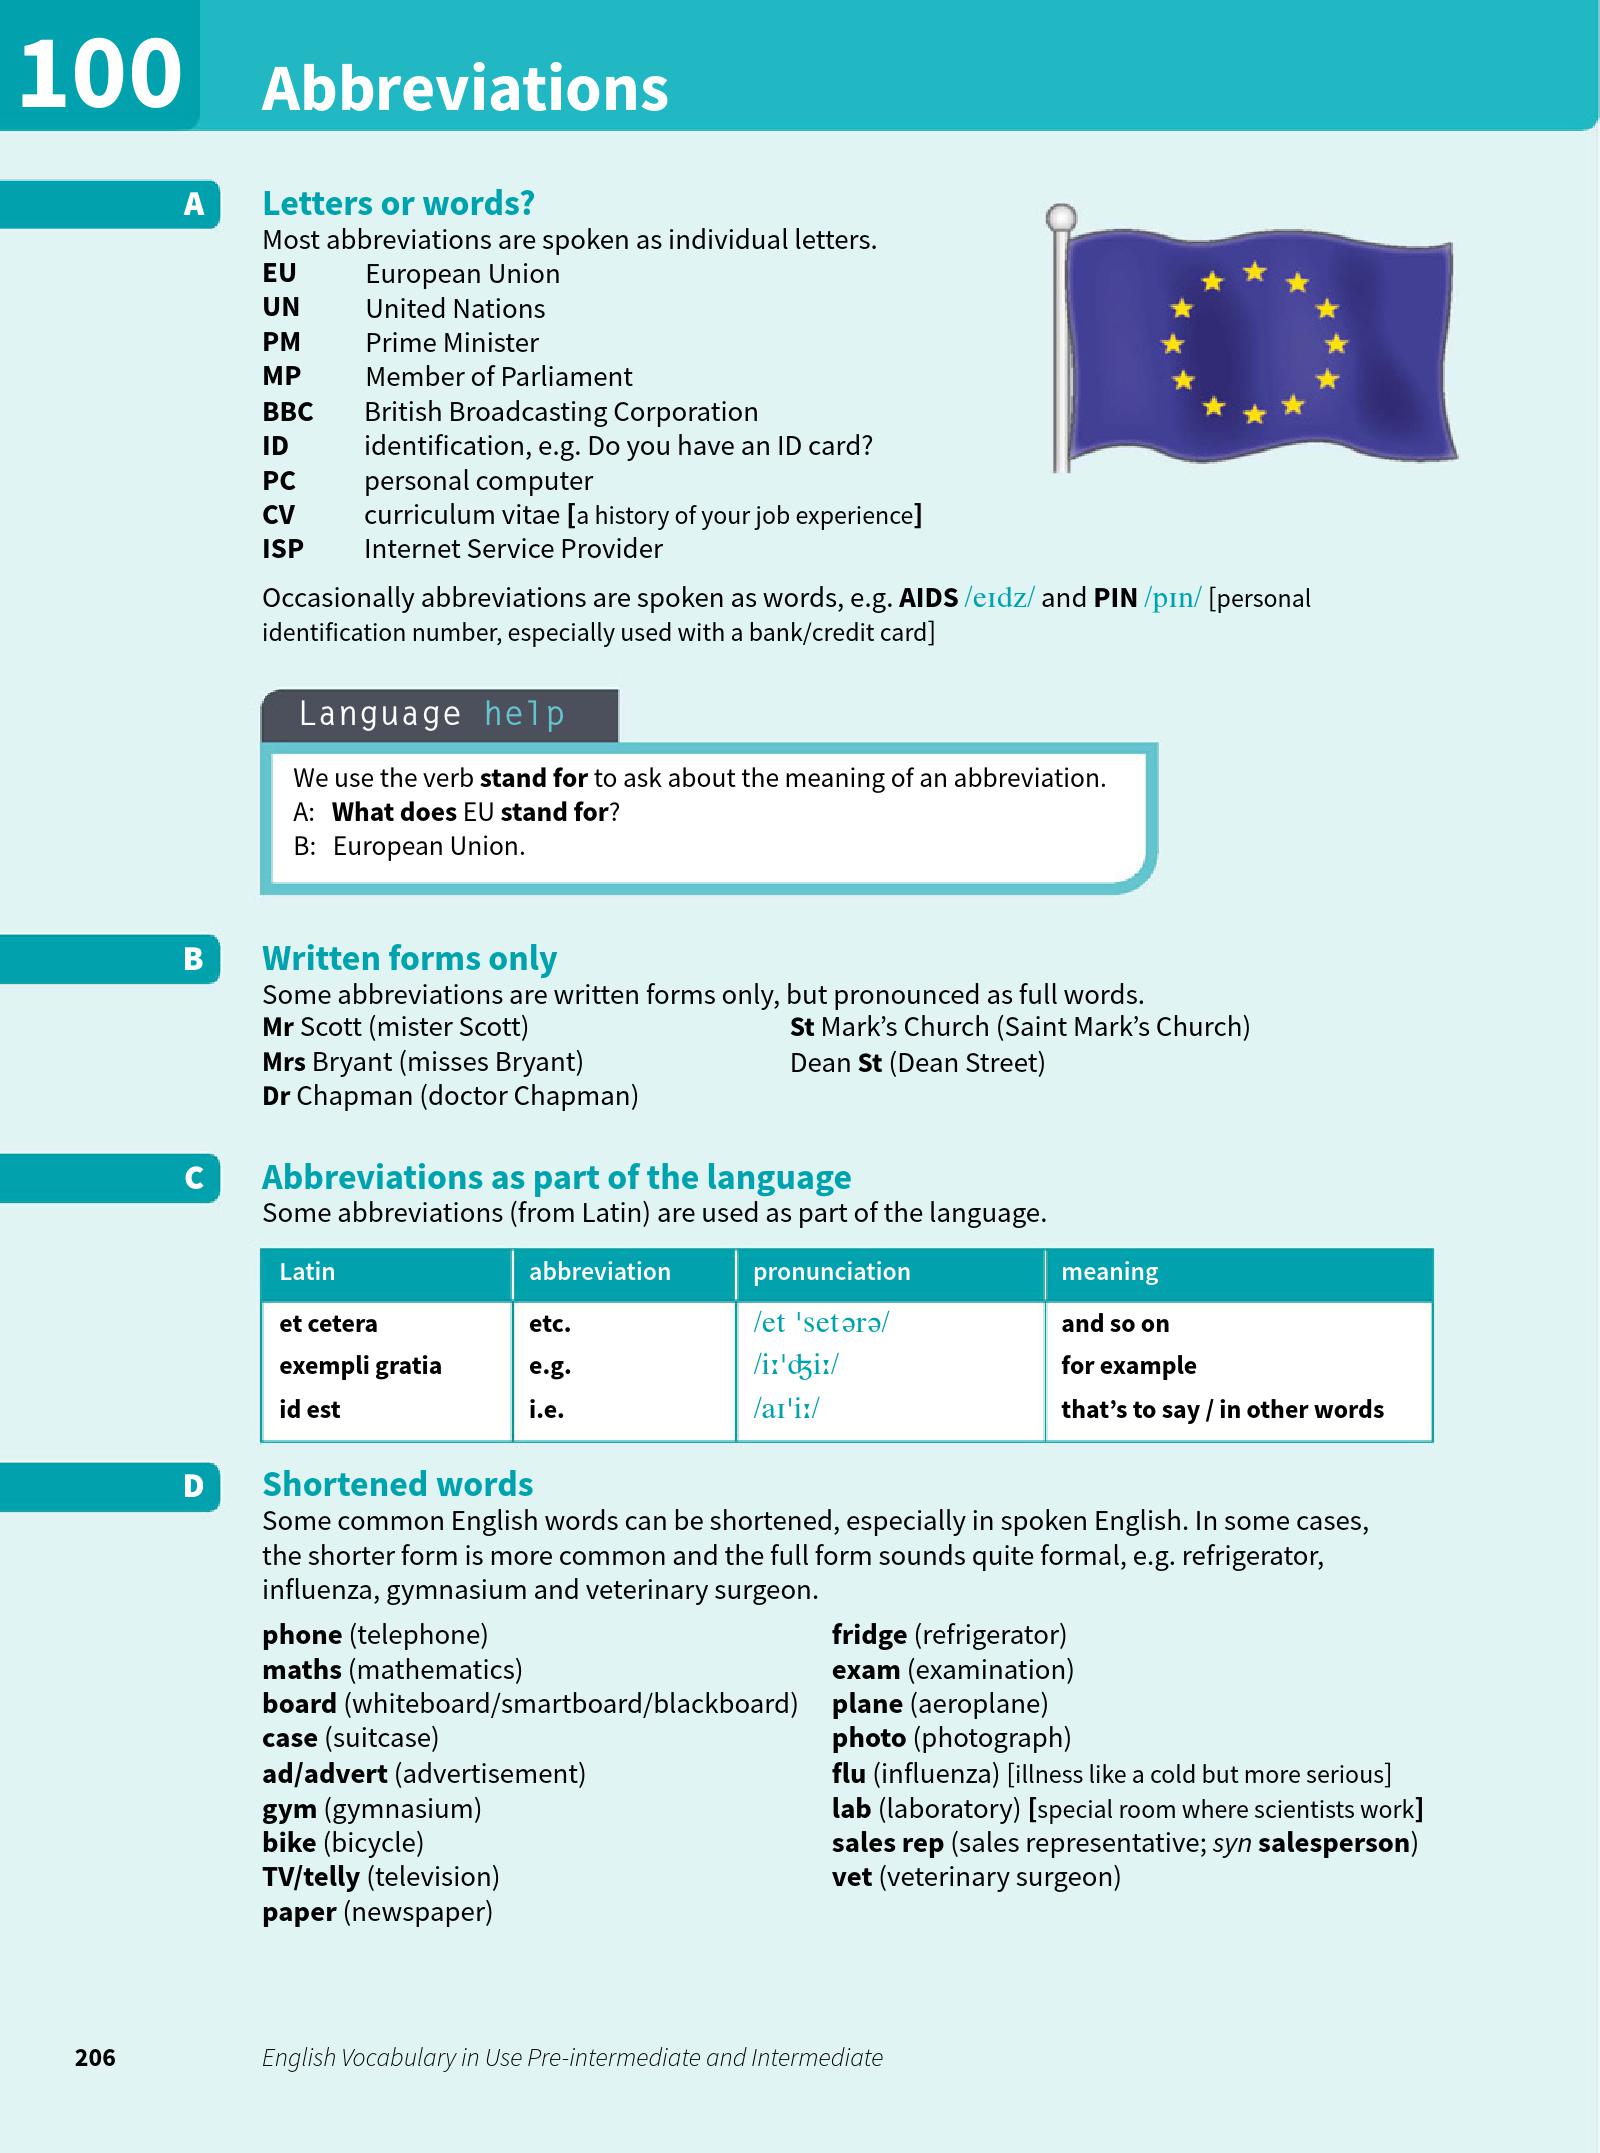 100
Abbreviations
A
Letters or words?
Most abbreviations are spoken as individual letters.
EU European Union
UN United Nations
PM Prime Minister
MP Member of Parliament
BBC British Broadcasting Corporation
ID identification, e.g. Do you have an ID card?
PC personal computer
CV curriculum vitae [a history of your job experience]
ISP Internet Service Provider
Occasionally abbreviations are spoken as words, e.g. AIDS /eɪdz/ and PIN /pɪn/ [personal
identification number, especially used with a bank/credit card]
Language help
We use the verb stand for to ask about the meaning of an abbreviation.
A: What does EU stand for?
B: European Union.
B
Written forms only
Some abbreviations are written forms only, but pronounced as full words.
Mr Scott (mister Scott)
Mrs Bryant (misses Bryant)
Dr Chapman (doctor Chapman)
St Mark’s Church (Saint Mark’s Church)
Dean St (Dean Street)
C
Abbreviations as part of the language
Some abbreviations (from Latin) are used as part of the language.
Latin abbreviation pronunciation meaning
et cetera etc. /et ˈsetərə/ and so on
exempli gratia e.g. /iːˈʤiː/ for example
id est i.e. /aɪˈiː/ that’s to say / in other words
D
Shortened words
Some common English words can be shortened, especially in spoken English. In some cases,
the shorter form is more common and the full form sounds quite formal, e.g. refrigerator,
influenza, gymnasium and veterinary surgeon.
phone (telephone)
maths (mathematics)
board (whiteboard/smartboard/blackboard)
case (suitcase)
ad/advert (advertisement)
gym (gymnasium)
bike (bicycle)
TV/telly (television)
paper (newspaper)
fridge (refrigerator)
exam (examination)
plane (aeroplane)
photo (photograph)
flu (influenza) [illness like a cold but more serious]
lab (laboratory) [special room where scientists work]
sales rep (sales representative; syn salesperson)
vet (veterinary surgeon)
206
English Vocabulary in Use Pre-intermediate and Intermediate